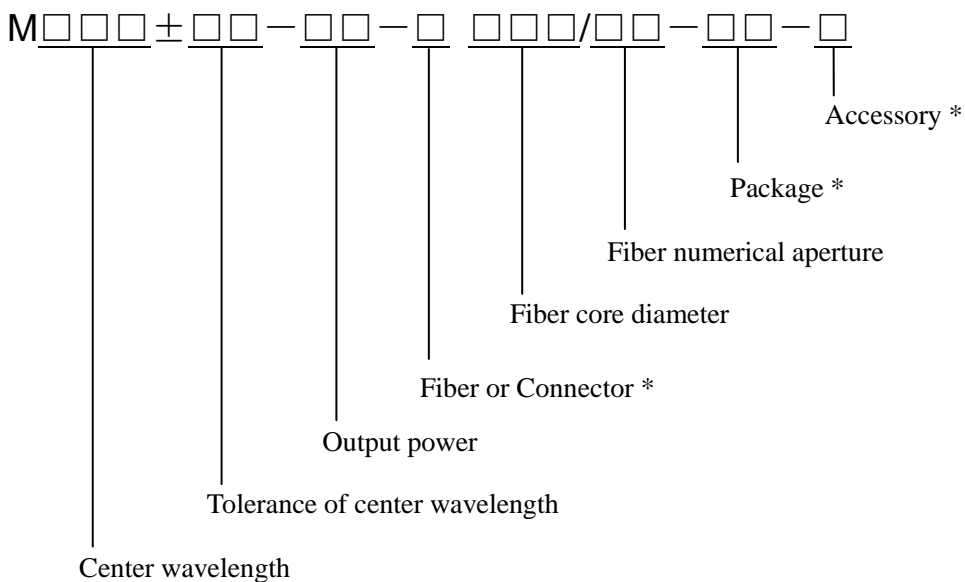 M□□□±□□－□□－□ □□□/□□－□□－□
Accessory *
Package *
Fiber numerical aperture
Fiber core diameter
Fiber or Connector *
Output power
Tolerance of center wavelength
Center wavelength